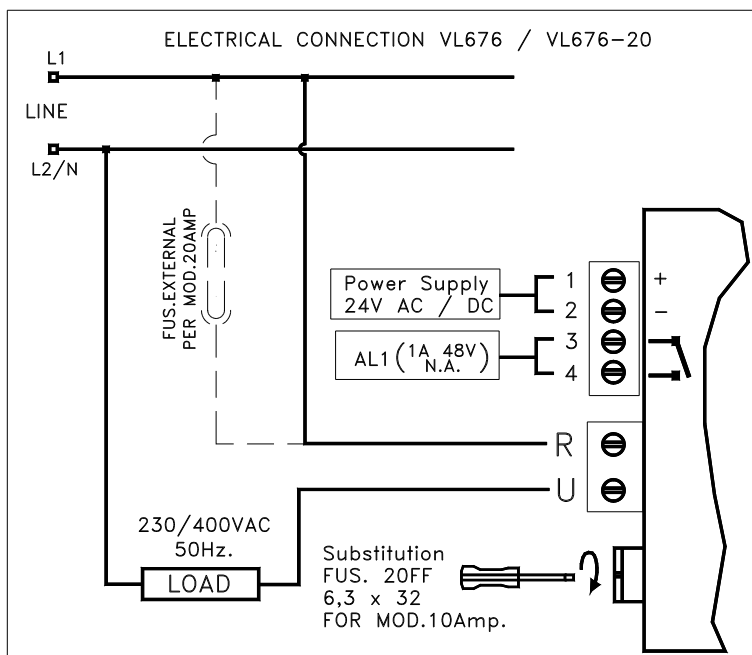 ELECTRICAL CONNECTION VL676 / VL676-20
L1
LINE
L2/N
FUS.EXTERNAL
PER MOD.20AMP
Power Supply
24V AC / DC
1
+
2
-
AL1 (1A 48V)
N.A.
3
4
R
U
230/400VAC
50Hz.
LOAD
Substitution
FUS. 20FF
6,3 x 32
FOR MOD.10Amp.